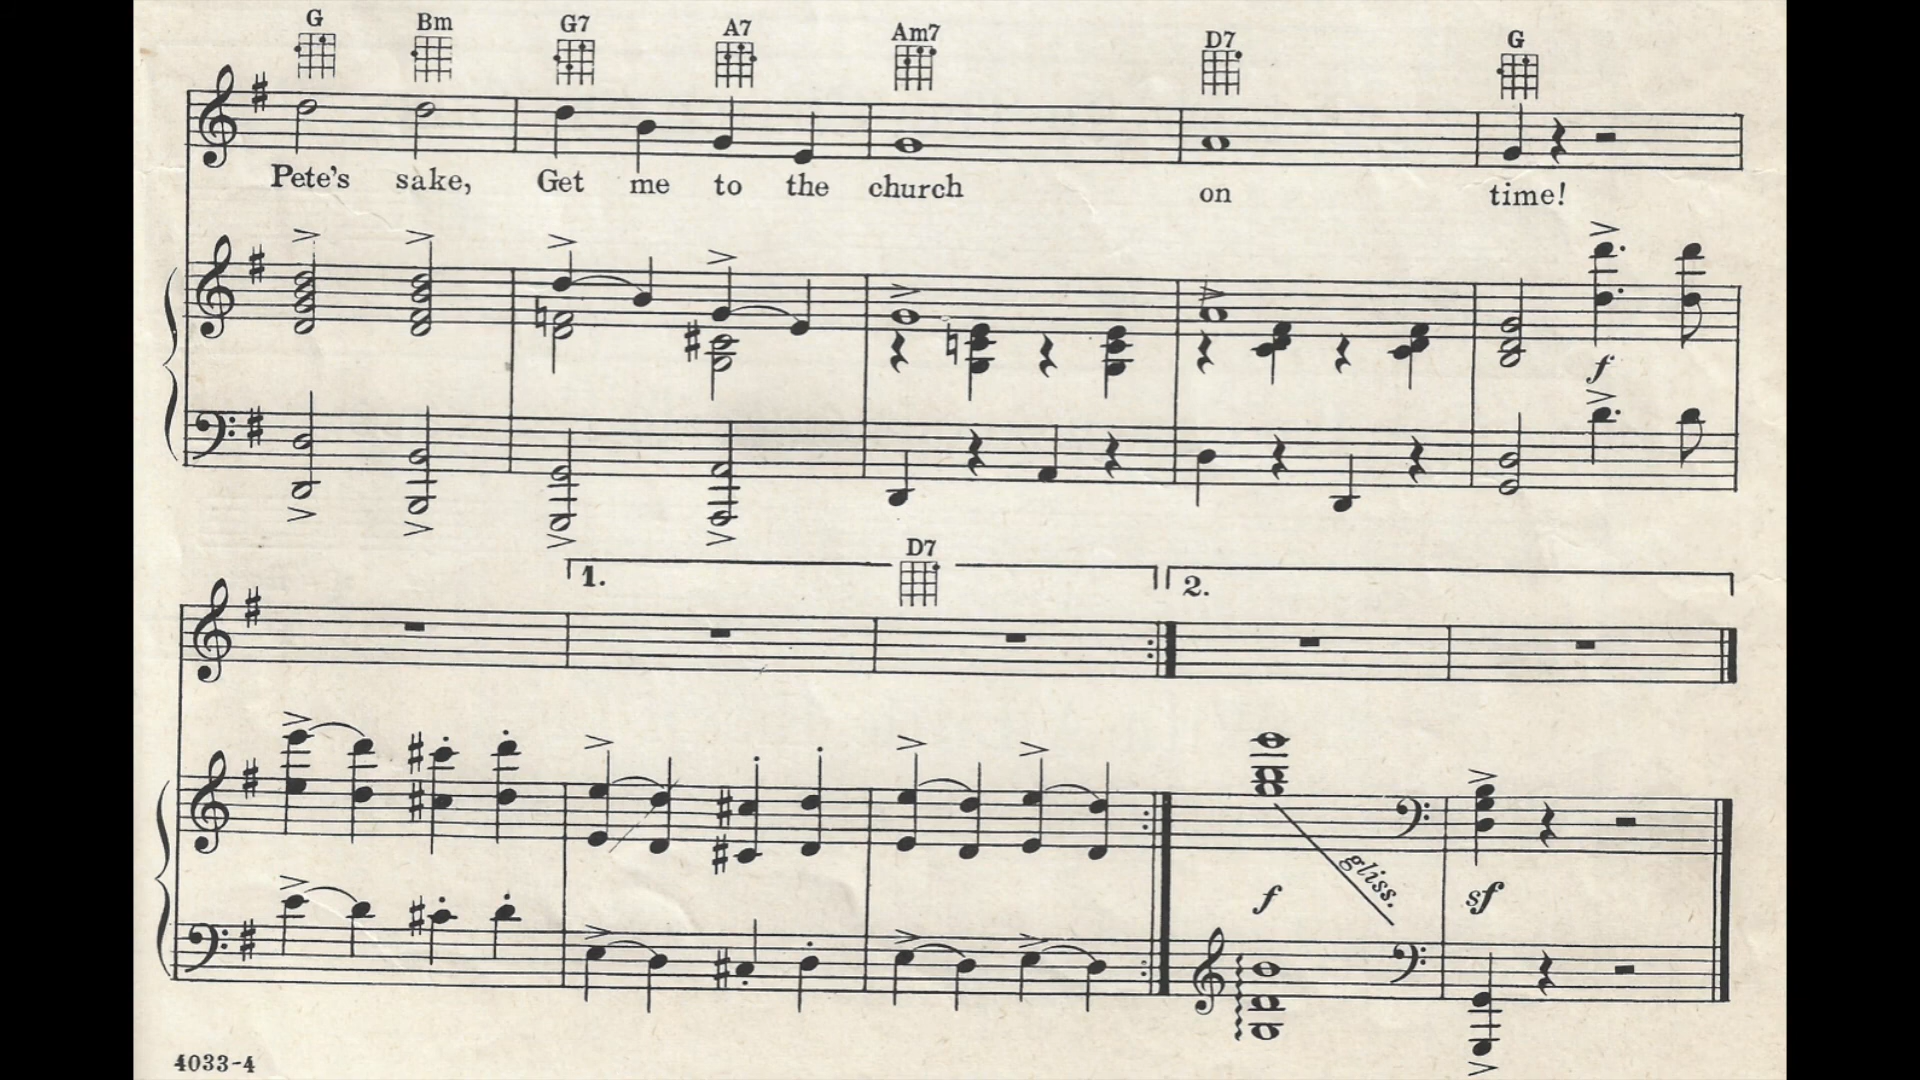 G Bm G7 A7 Am7 D7 G
Pete's sake, Get me to the church on time!
f
D7
1. 2.
gliss.
f sf
4033-4